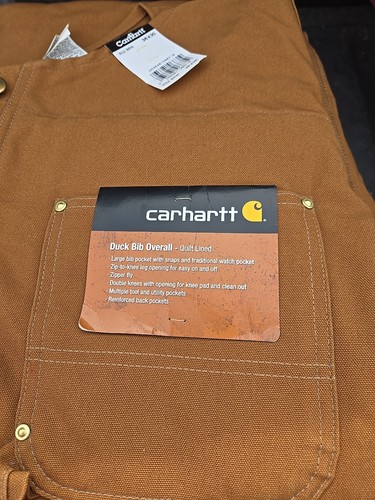 Carhartt
carhartt
Duck Bib Overall - Quilt Lined
· Large bib pocket with snaps and traditional watch pocket
· Zip-to-knee leg opening for easy on and off
· Zipper fly
· Double knees with opening for knee pad and clean out
· Multiple tool and utility pockets
· Reinforced back pockets